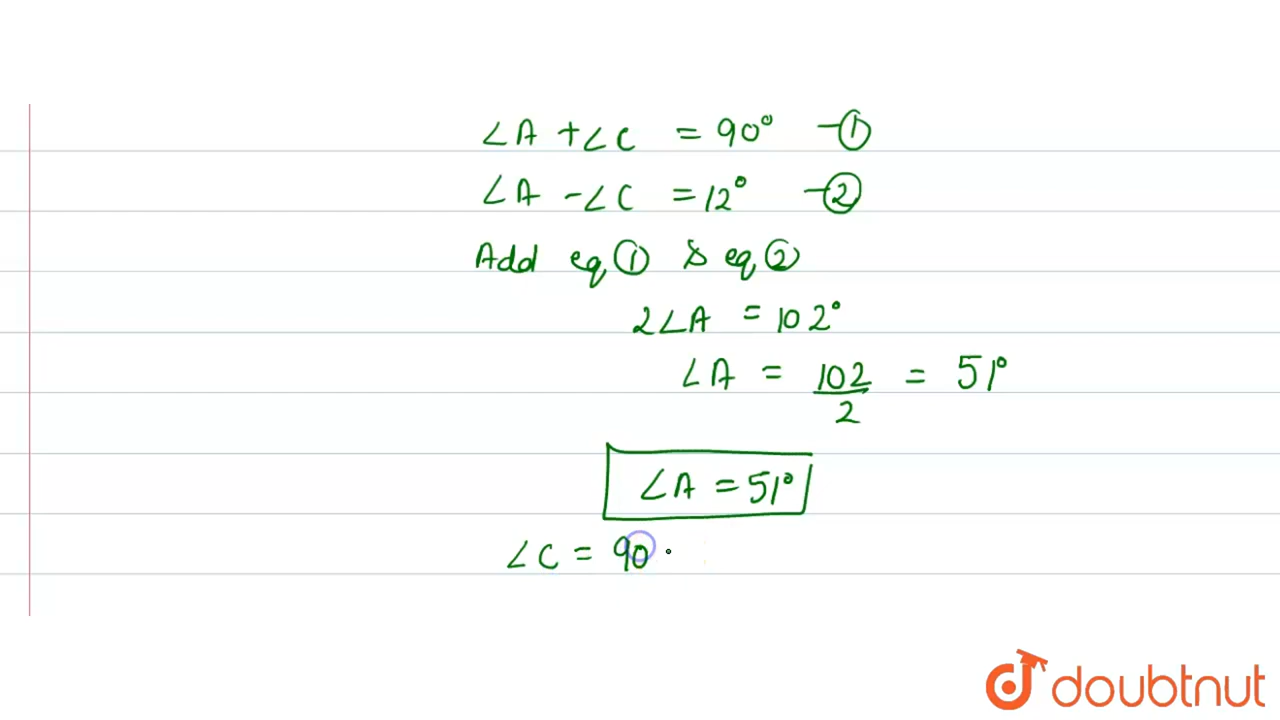 ∠A + ∠C = 90° -①
∠A - ∠C = 12° -②
Add eq ① & eq ②
2∠A = 102°
∠A = 102/2 = 51°
∠A = 51°
∠C = 90
doubtnut